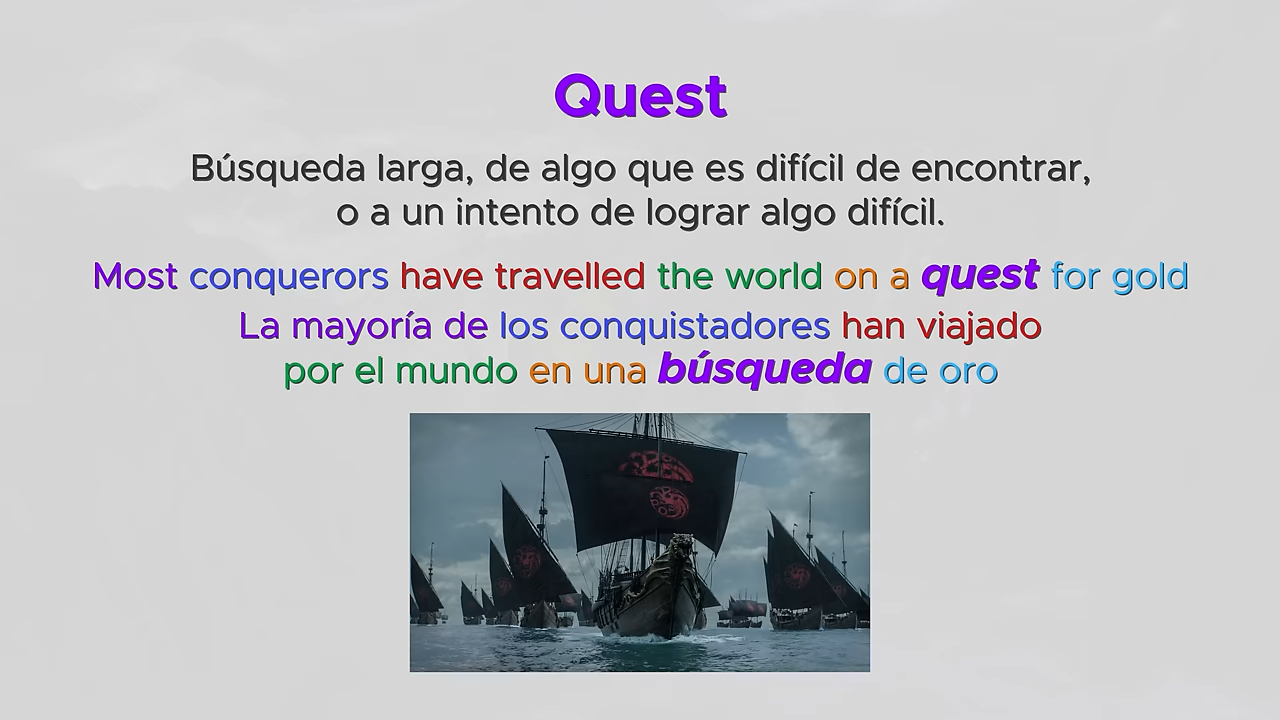 Quest
Búsqueda larga, de algo que es difícil de encontrar,
o a un intento de lograr algo difícil.
Most conquerors have travelled the world on a quest for gold
La mayoría de los conquistadores han viajado
por el mundo en una búsqueda de oro